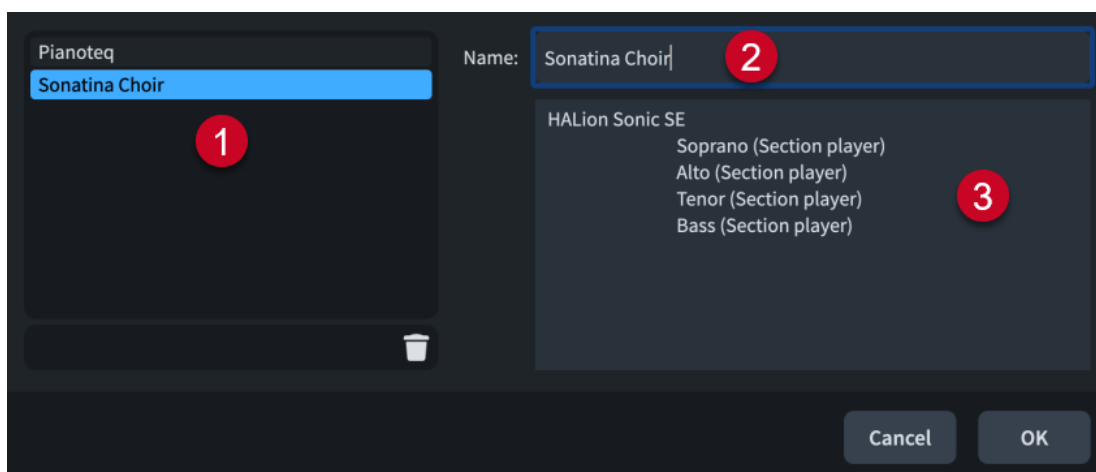 Pianoteq
Sonatina Choir
1
Name:
Sonatina Choir
2
HALion Sonic SE
Soprano (Section player)
Alto (Section player)
Tenor (Section player)
Bass (Section player)
3
Cancel
OK